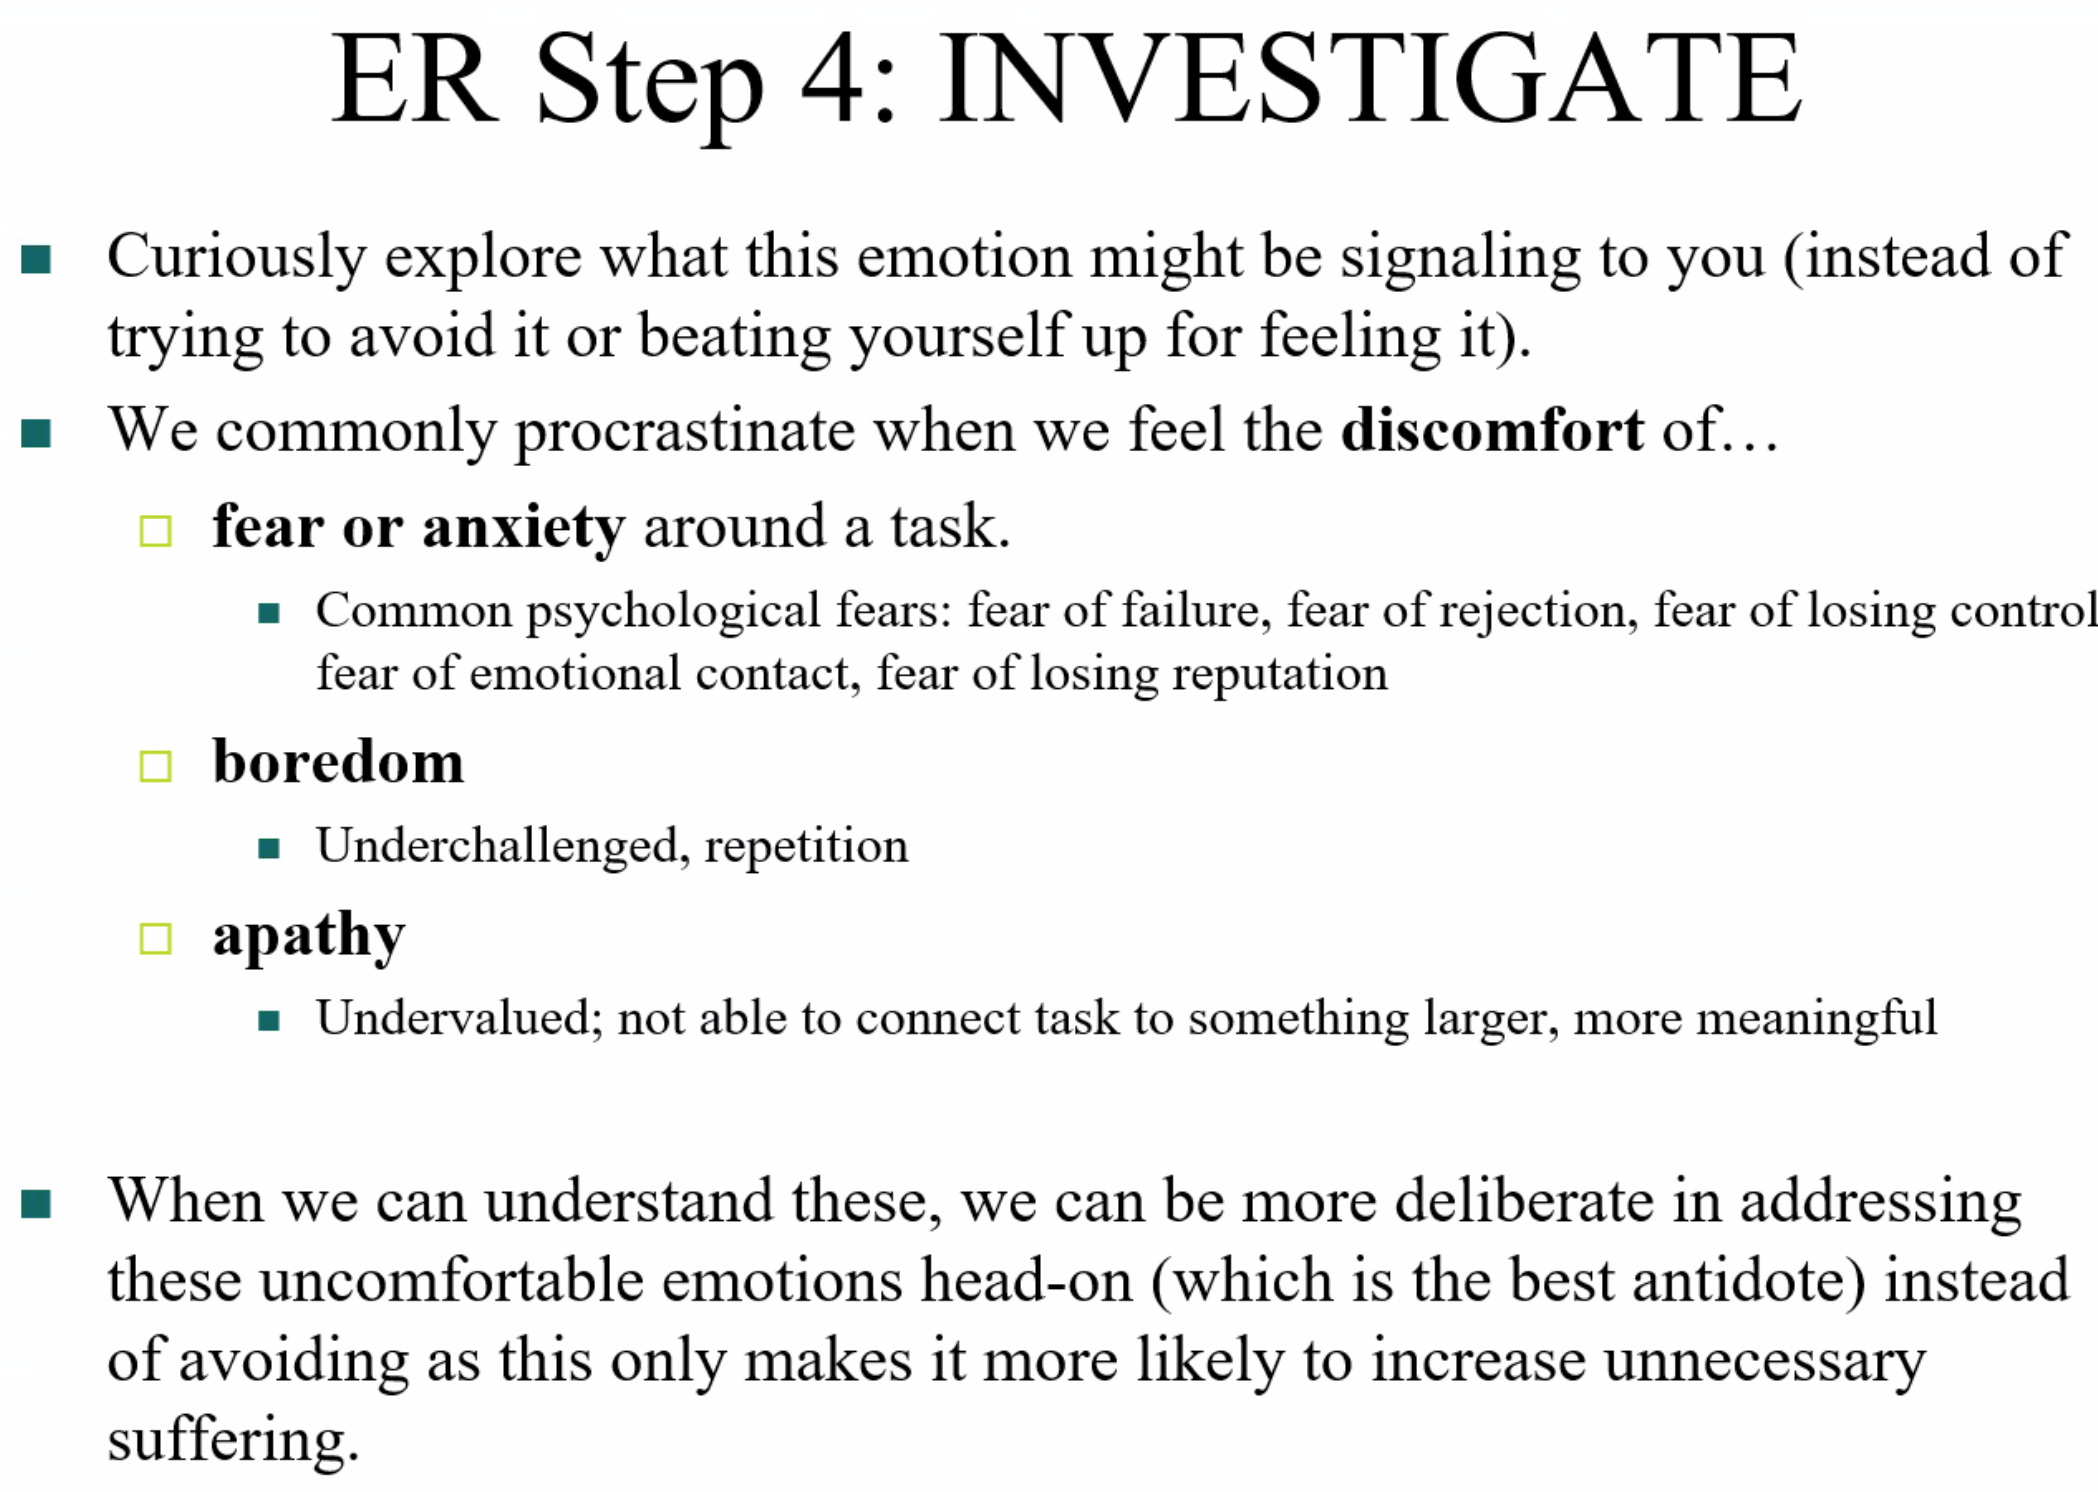 ER Step 4: INVESTIGATE
Curiously explore what this emotion might be signaling to you (instead of
trying to avoid it or beating yourself up for feeling it).
We commonly procrastinate when we feel the discomfort of…
fear or anxiety around a task.
Common psychological fears: fear of failure, fear of rejection, fear of losing control
fear of emotional contact, fear of losing reputation
boredom
Underchallenged, repetition
apathy
Undervalued; not able to connect task to something larger, more meaningful
When we can understand these, we can be more deliberate in addressing
these uncomfortable emotions head-on (which is the best antidote) instead
of avoiding as this only makes it more likely to increase unnecessary
suffering.